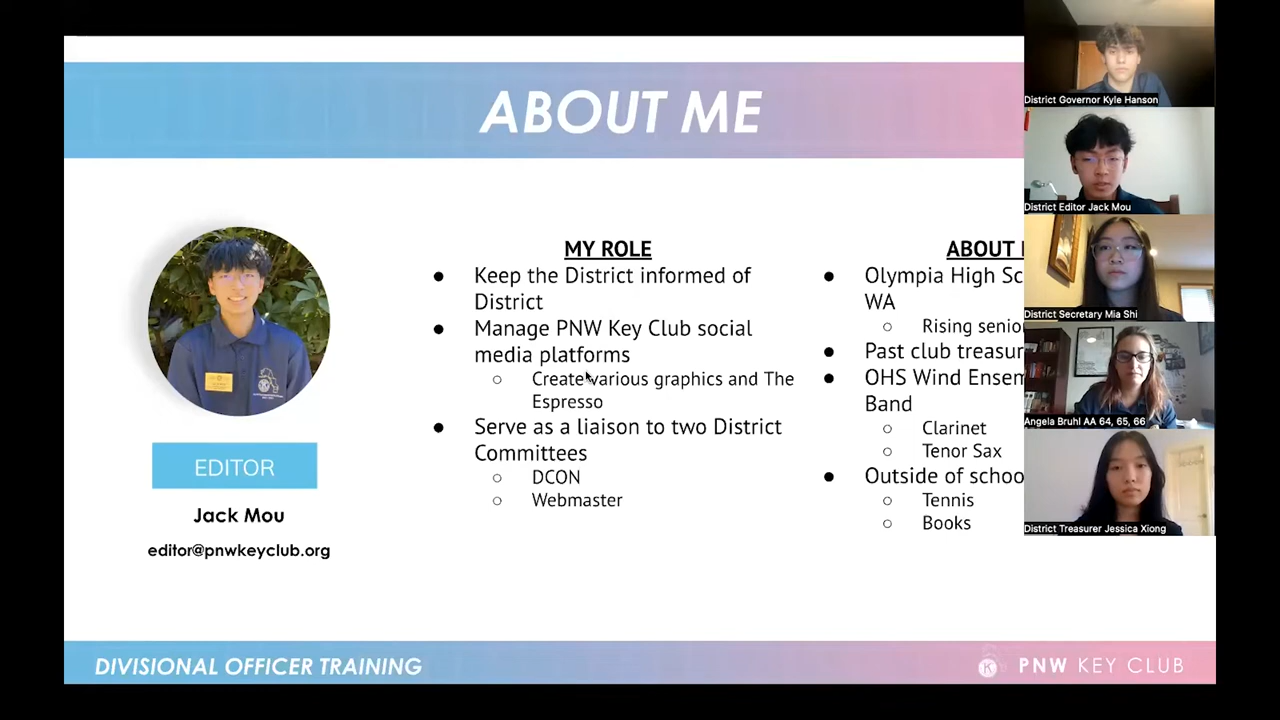 ABOUT ME
EDITOR
Jack Mou
editor@pnwkeyclub.org
MY ROLE
● Keep the District informed of
District
● Manage PNW Key Club social
media platforms
○ Create various graphics and The
Espresso
● Serve as a liaison to two District
Committees
○ DCON
○ Webmaster
ABOUT
● Olympia High Sc
WA
○ Rising senio
● Past club treasur
● OHS Wind Ensem
Band
○ Clarinet
○ Tenor Sax
● Outside of schoo
○ Tennis
○ Books
District Governor Kyle Hanson
District Editor Jack Mou
District Secretary Mia Shi
Angela Bruhl AA 64, 65, 66
District Treasurer Jessica Xiong
DIVISIONAL OFFICER TRAINING
K PNW KEY CLUB